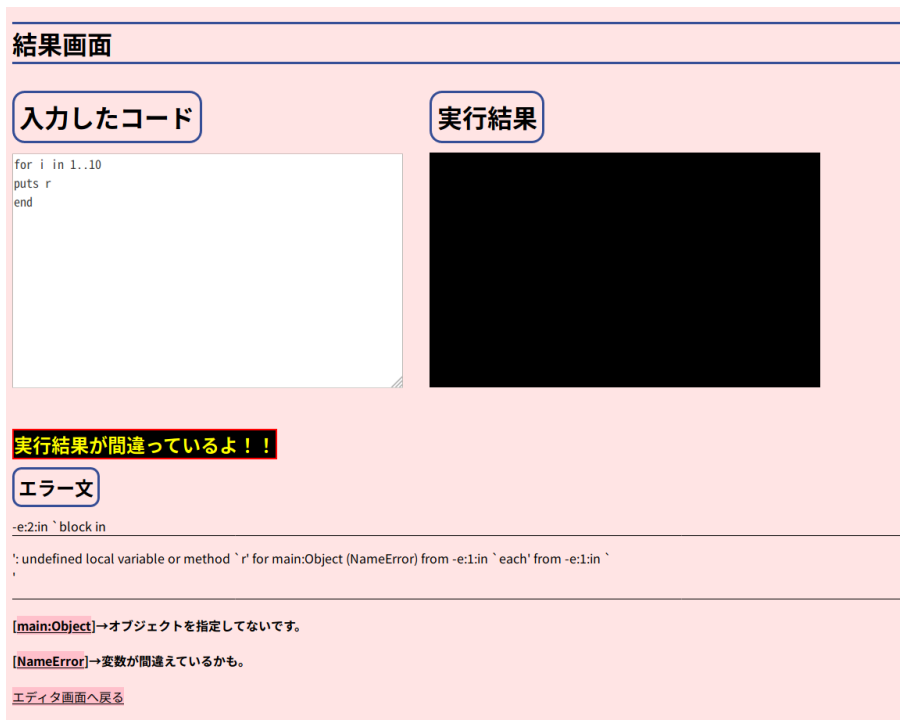 結果画面
入力したコード
実行結果
for i in 1..10
puts r
end
実行結果が間違っているよ！！
エラー文
-e:2:in `block in
': undefined local variable or method `r' for main:Object (NameError) from -e:1:in `each' from -e:1:in `
'
[main:Object]→オブジェクトを指定してないです。
[NameError]→変数が間違えているかも。
エディタ画面へ戻る